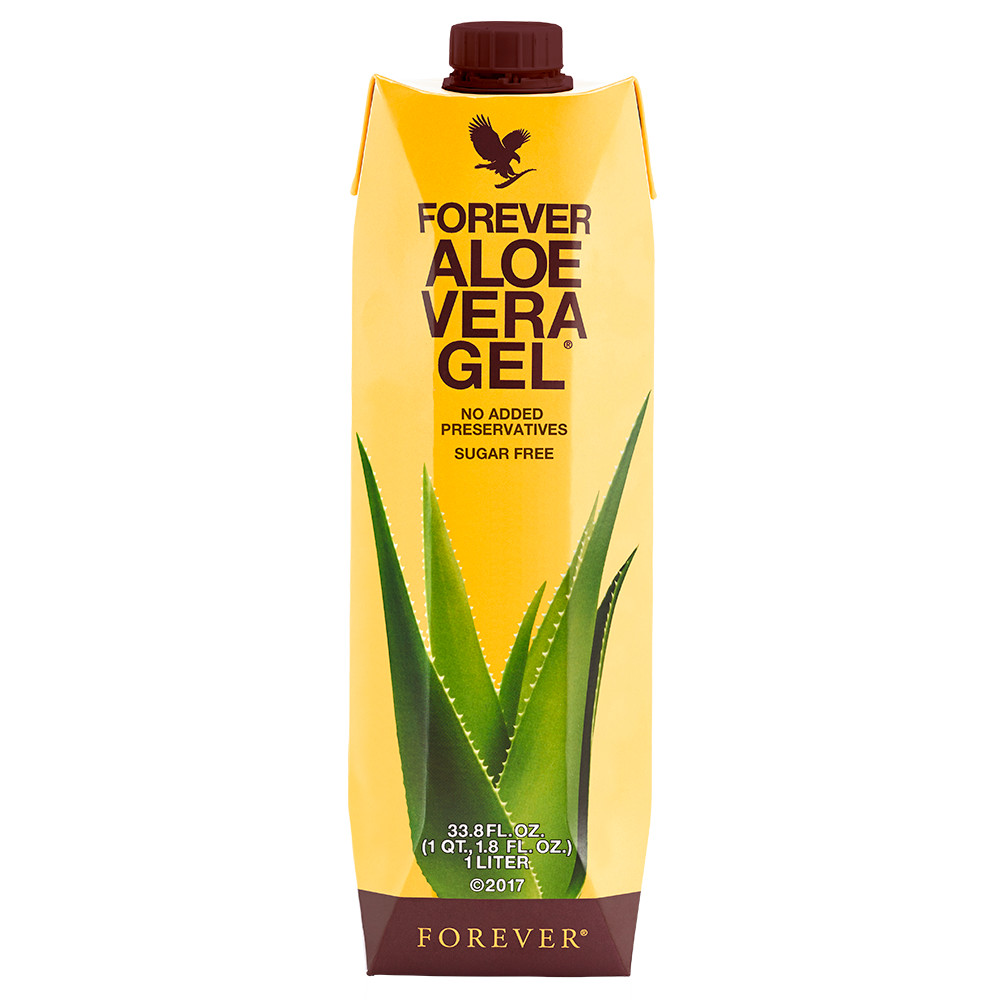 FOREVER
ALOE
VERA
GEL®
NO ADDED
PRESERVATIVES
SUGAR FREE
33.8 FL. OZ.
(1 QT., 1.8 FL. OZ.)
1 LITER
©2017
FOREVER®